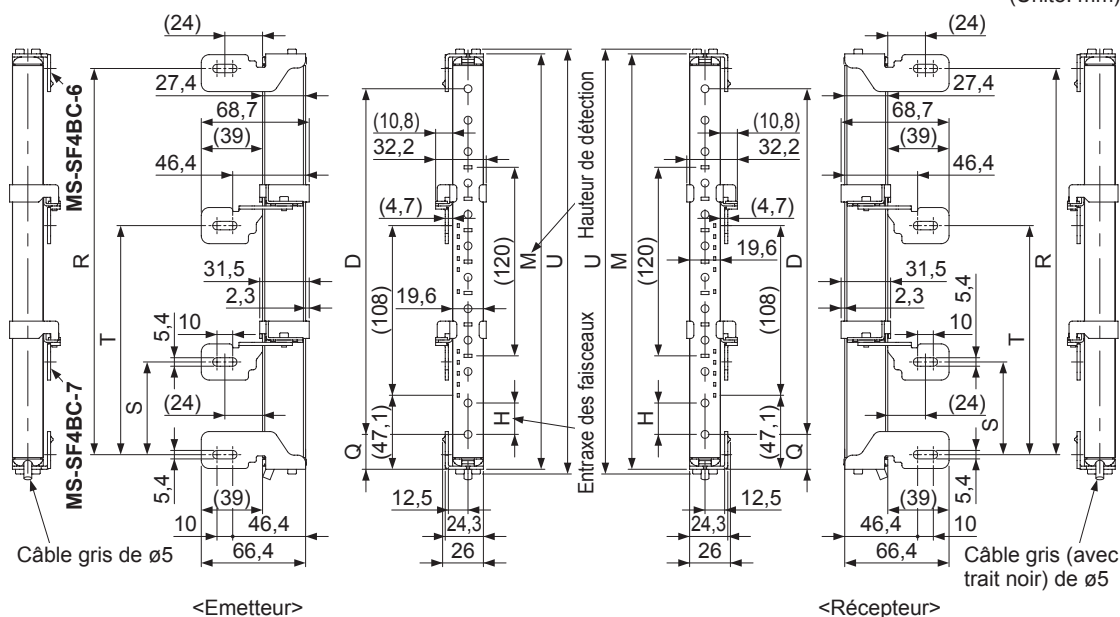 (Unité: mm)
(24)
27,4
68,7
(39)
46,4
31,5
2,3
5,4
10
(24)
5,4
(39)
10
46,4
66,4
R
T
S
MS-SF4BC-6
MS-SF4BC-7
Câble gris de ø5
(10,8)
32,2
(4,7)
19,6
(120)
(108)
(47,1)
D
Q
H
M
U
12,5
24,3
26
Hauteur de détection
Entraxe des faisceaux
U
M
(10,8)
32,2
(4,7)
19,6
(120)
(108)
(47,1)
D
Q
H
12,5
24,3
26
(24)
27,4
68,7
(39)
46,4
31,5
2,3
5,4
10
(24)
5,4
(39)
46,4
10
66,4
R
T
S
Câble gris (avec
trait noir) de ø5
<Emetteur>
<Récepteur>